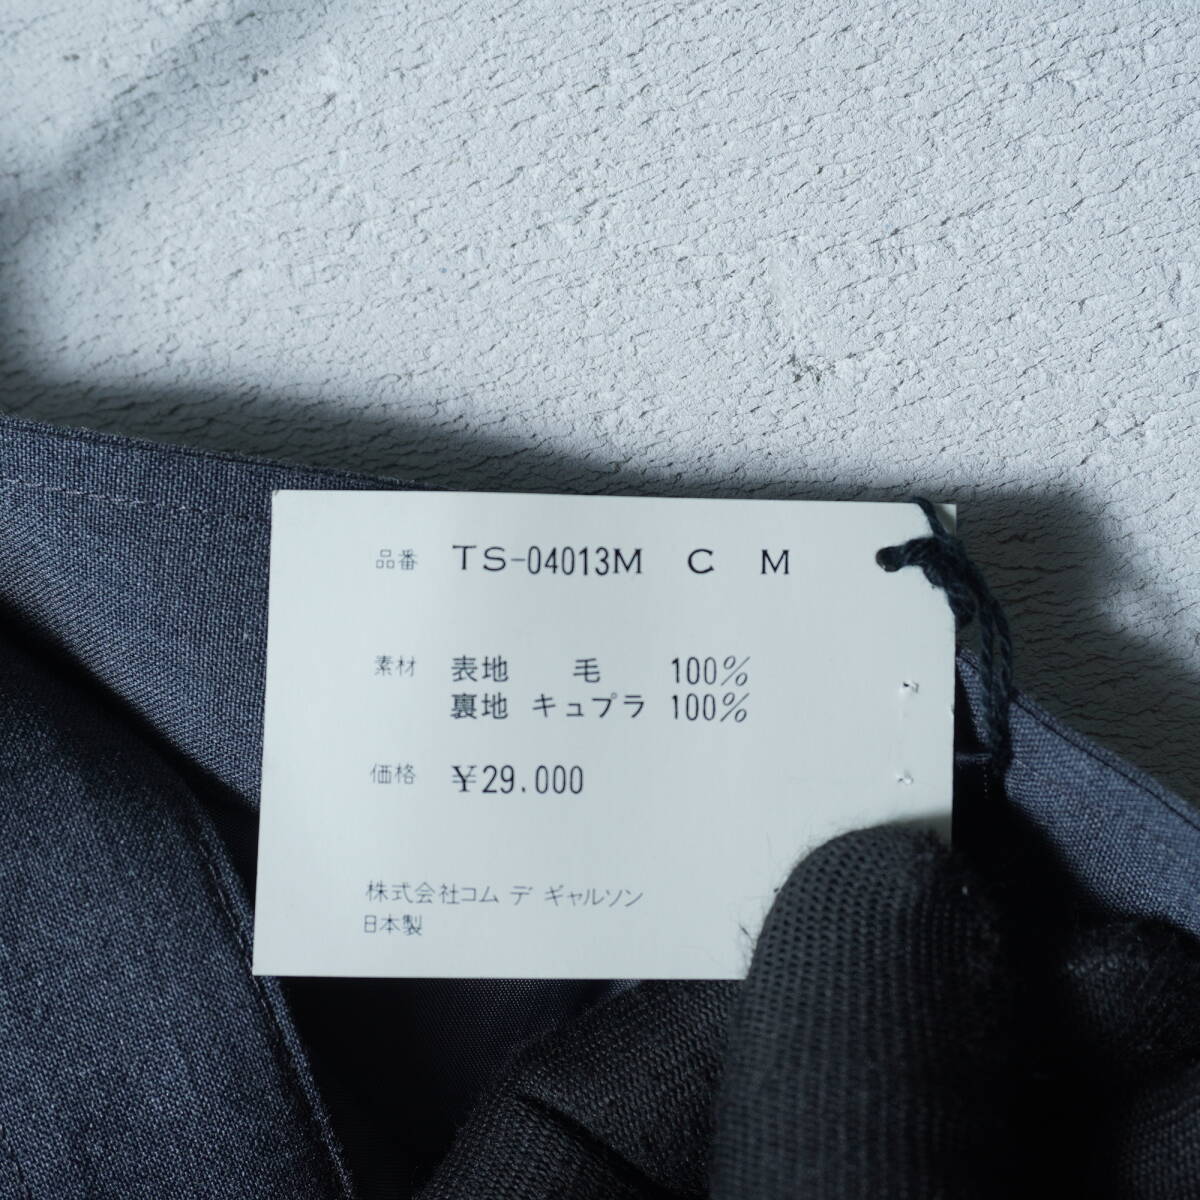 品番 TS-04013M C M
素材 表地 毛 100%
裏地 キュプラ 100%
価格 ¥29.000
株式会社コム デ ギャルソン
日本製